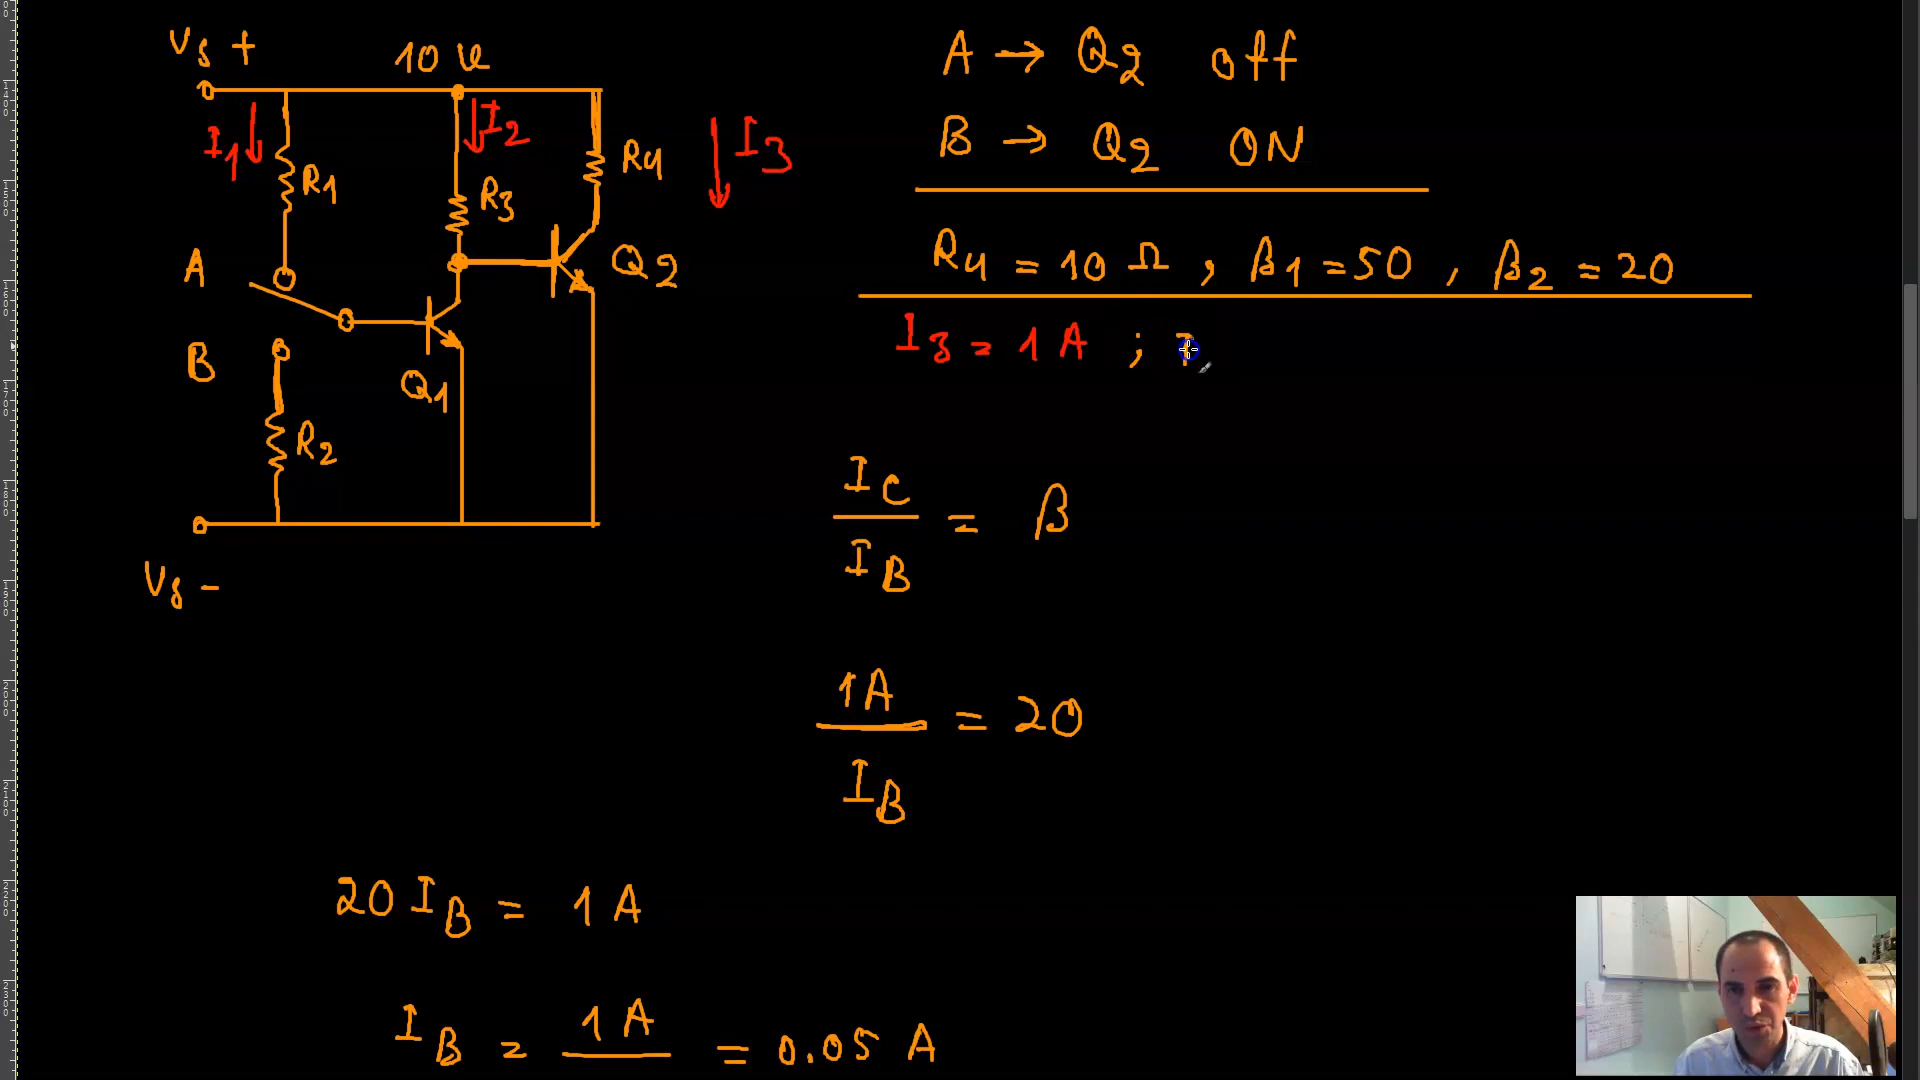 Vs +
10 V
I1
I2
I3
R1
R3
R4
A
B
Q1
Q2
R2
Vs -
A → Q2 off
B → Q2 ON
R4 = 10 Ω , β1 = 50 , β2 = 20
I3 = 1 A ;
IC
IB
= β
1A
IB
= 20
20 IB = 1 A
IB = 1A = 0.05 A